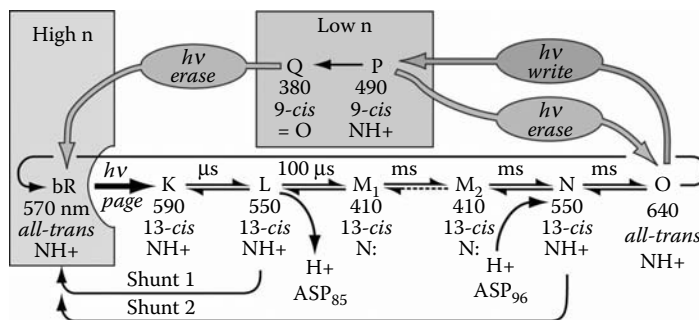 High n
Low n
hν
erase
Q
380
9-cis
= O
P
490
9-cis
NH+
hν
write
hν
erase
bR
570 nm
all-trans
NH+
hν
page
K
590
13-cis
NH+
μs
L
550
13-cis
NH+
100 μs
M₁
410
13-cis
N:
ms
M₂
410
13-cis
N:
ms
N
550
13-cis
NH+
ms
O
640
all-trans
NH+
H+
ASP₈₅
H+
ASP₉₆
Shunt 1
Shunt 2